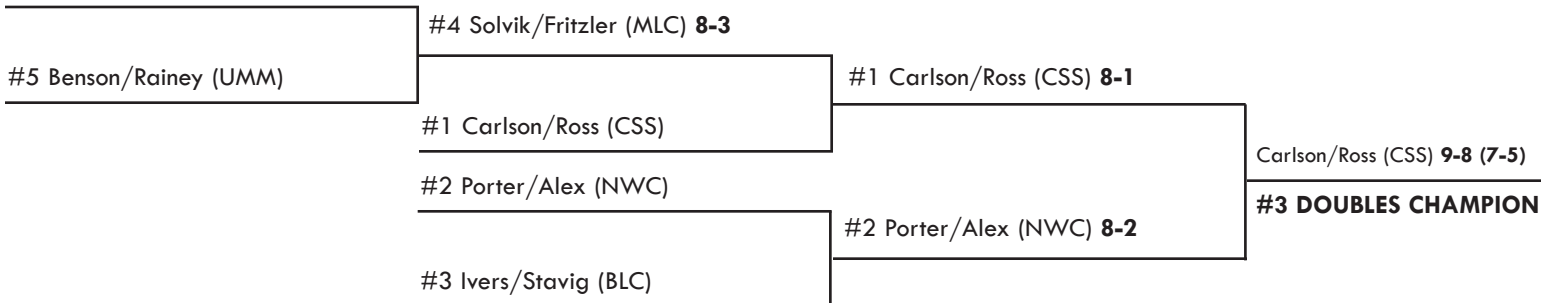 #4 Solvik/Fritzler (MLC) 8-3
#5 Benson/Rainey (UMM)
#1 Carlson/Ross (CSS) 8-1
#1 Carlson/Ross (CSS)
Carlson/Ross (CSS) 9-8 (7-5)
#2 Porter/Alex (NWC)
#3 DOUBLES CHAMPION
#2 Porter/Alex (NWC) 8-2
#3 Ivers/Stavig (BLC)